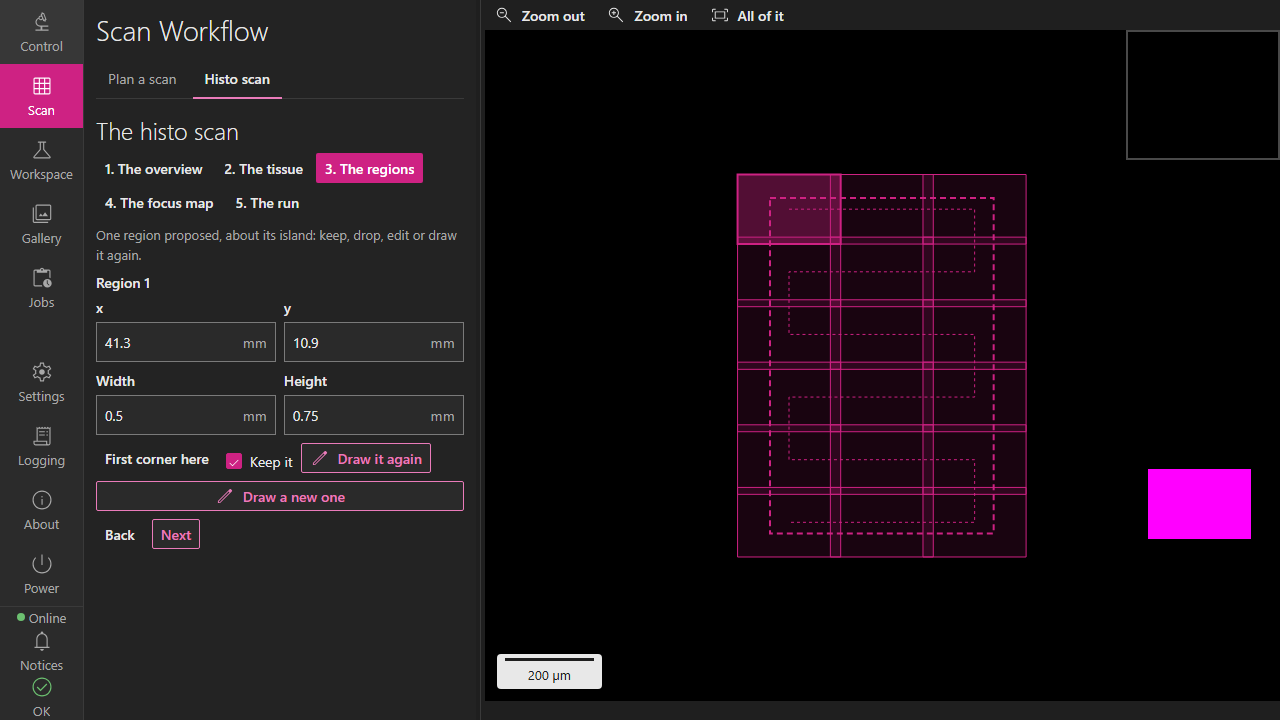 Control
Scan
Workspace
Gallery
Jobs
Settings
Logging
About
Power
Online
Notices
OK
Scan Workflow
Plan a scan
Histo scan
The histo scan
1. The overview
2. The tissue
3. The regions
4. The focus map
5. The run
One region proposed, about its island: keep, drop, edit or draw
it again.
Region 1
x
y
41.3 mm
10.9 mm
Width
Height
0.5 mm
0.75 mm
First corner here
Keep it
Draw it again
Draw a new one
Back
Next
Zoom out
Zoom in
All of it
200 µm